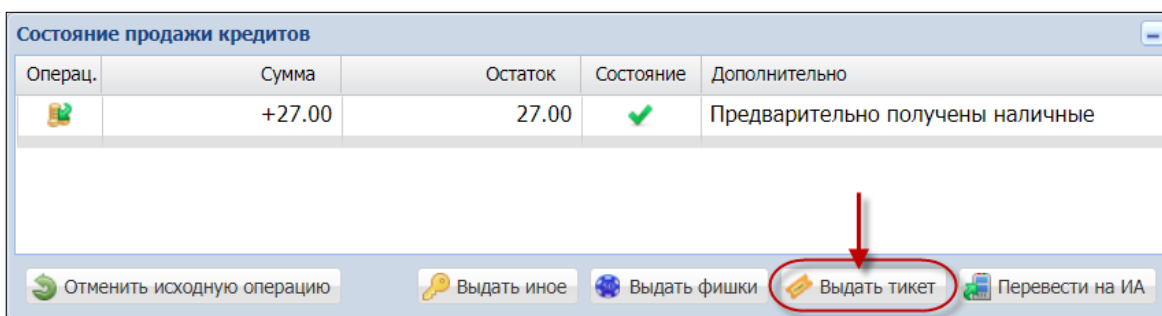 Состояние продажи кредитов
Операц. Сумма Остаток Состояние Дополнительно
+27.00 27.00 Предварительно получены наличные
Отменить исходную операцию Выдать иное Выдать фишки Выдать тикет Перевести на ИА